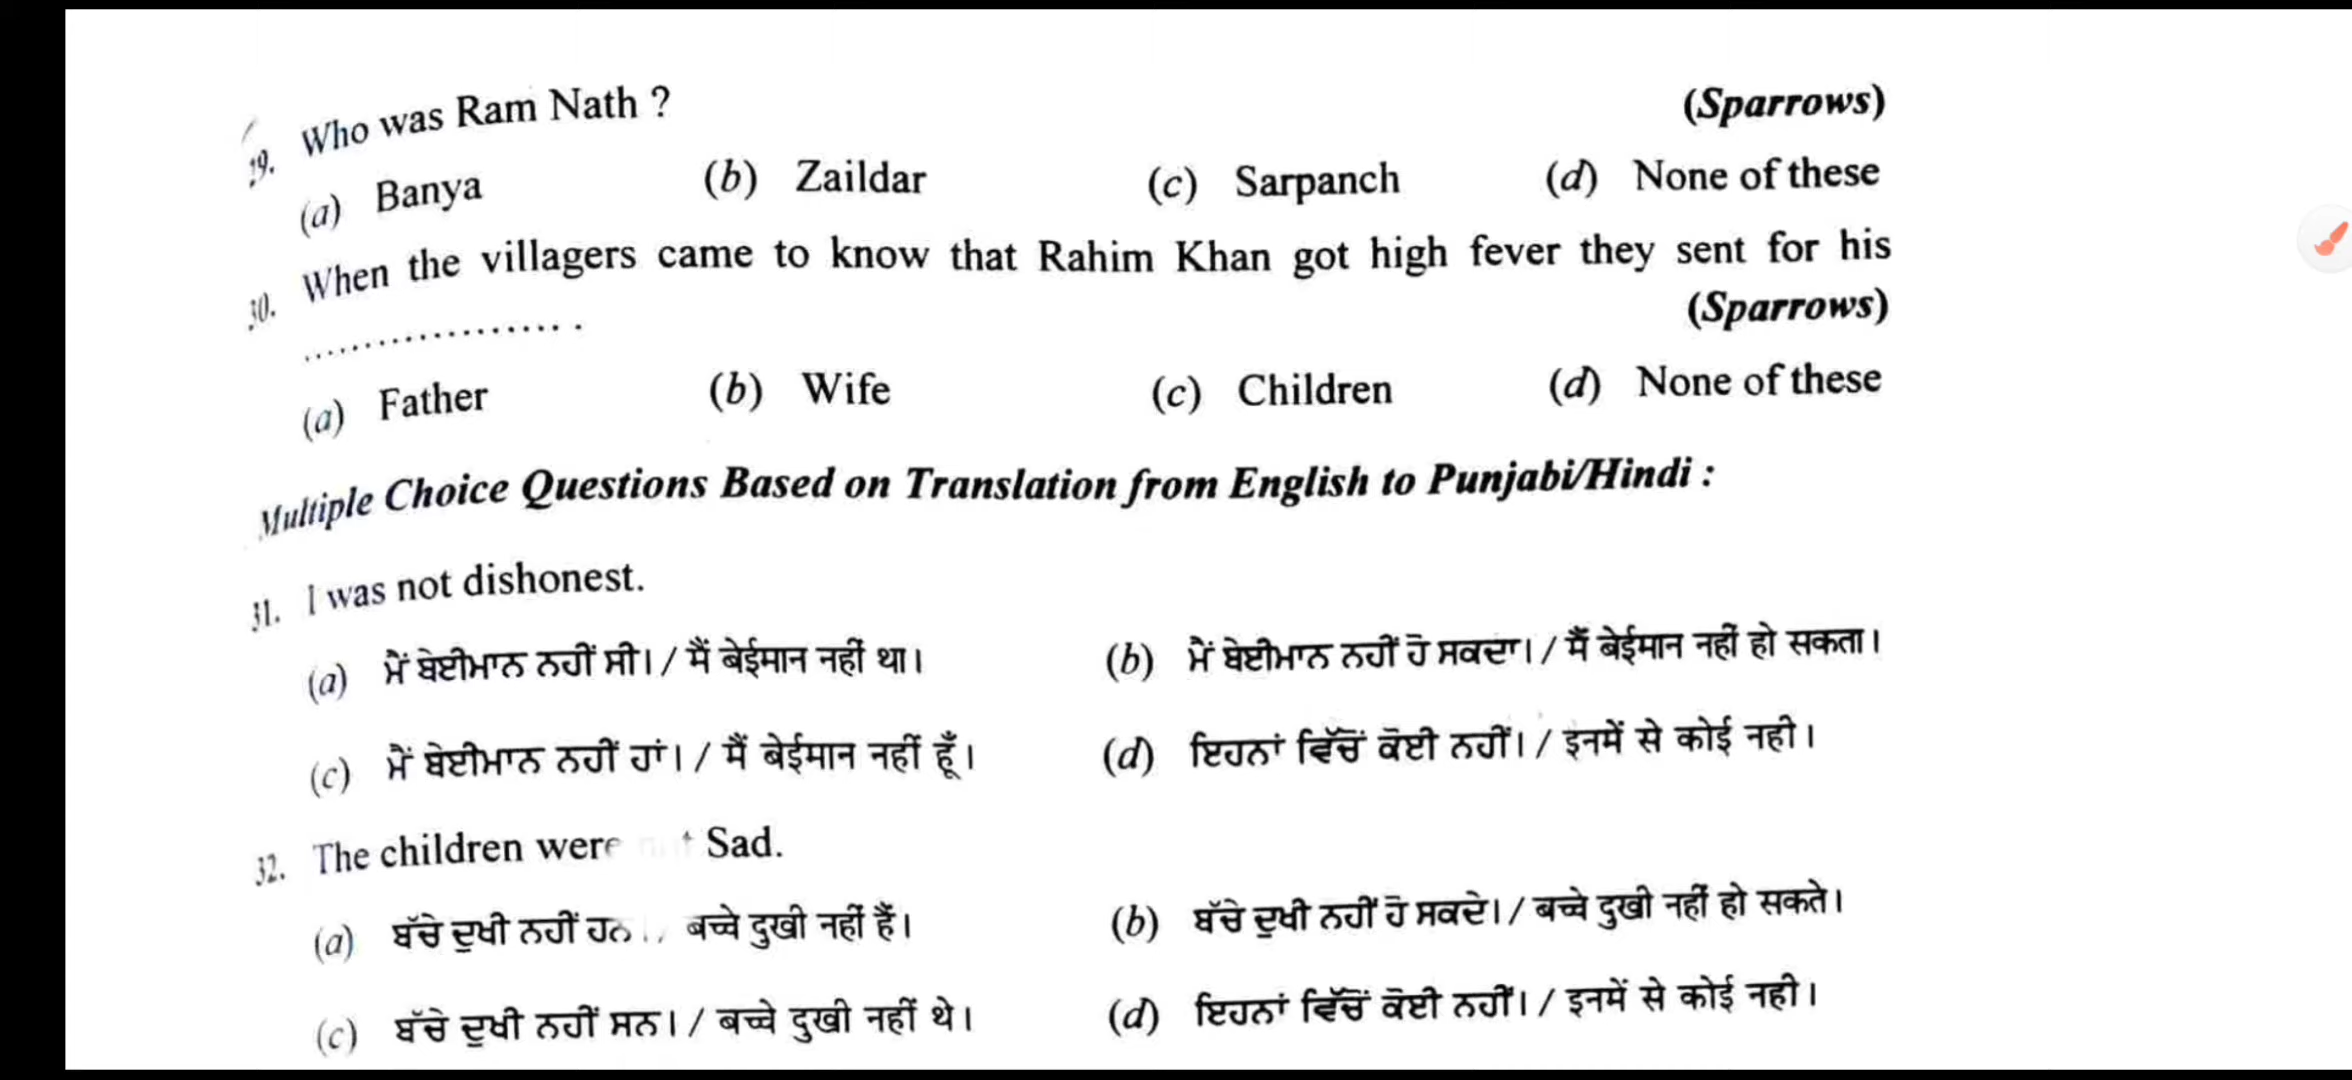 19. Who was Ram Nath ? (Sparrows)
(a) Banya (b) Zaildar (c) Sarpanch (d) None of these
30. When the villagers came to know that Rahim Khan got high fever they sent for his
.................... . (Sparrows)
(a) Father (b) Wife (c) Children (d) None of these
Multiple Choice Questions Based on Translation from English to Punjabi/Hindi :
31. I was not dishonest.
(a) ਮੈਂ ਬੇਈਮਾਨ ਨਹੀਂ ਸੀ। / मैं बेईमान नहीं था। (b) ਮੈਂ ਬੇਈਮਾਨ ਨਹੀਂ ਹੋ ਸਕਦਾ। / मैं बेईमान नहीं हो सकता।
(c) ਮੈਂ ਬੇਈਮਾਨ ਨਹੀਂ ਹਾਂ। / मैं बेईमान नहीं हूँ। (d) ਇਹਨਾਂ ਵਿੱਚੋਂ ਕੋਈ ਨਹੀਂ। / इनमें से कोई नही।
32. The children were Sad.
(a) ਬੱਚੇ ਦੁਖੀ ਨਹੀਂ ਹਨ। / बच्चे दुखी नहीं हैं। (b) ਬੱਚੇ ਦੁਖੀ ਨਹੀਂ ਹੋ ਸਕਦੇ। / बच्चे दुखी नहीं हो सकते।
(c) ਬੱਚੇ ਦੁਖੀ ਨਹੀਂ ਸਨ। / बच्चे दुखी नहीं थे। (d) ਇਹਨਾਂ ਵਿੱਚੋਂ ਕੋਈ ਨਹੀਂ। / इनमें से कोई नही।